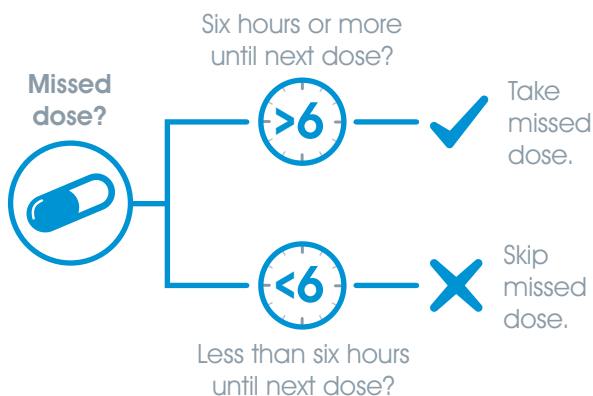 Missed
dose?
Six hours or more
until next dose?
>6
Take
missed
dose.
<6
Less than six hours
until next dose?
Skip
missed
dose.